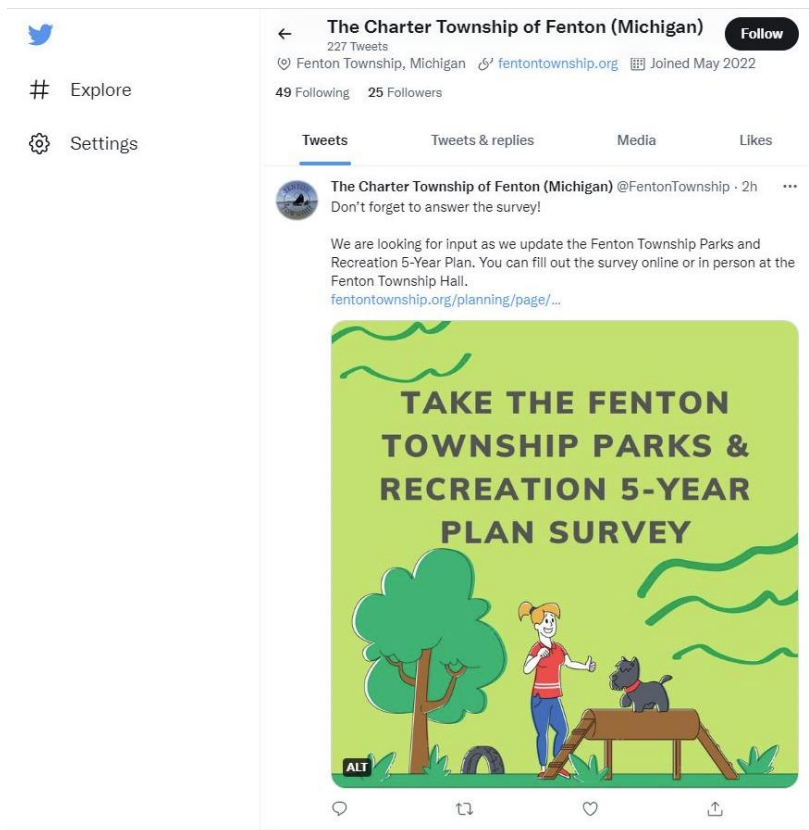 The Charter Township of Fenton (Michigan)
227 Tweets
Follow
Fenton Township, Michigan fentontownship.org Joined May 2022
49 Following 25 Followers
# Explore
Settings
Tweets Tweets & replies Media Likes
The Charter Township of Fenton (Michigan) @FentonTownship · 2h
Don't forget to answer the survey!
We are looking for input as we update the Fenton Township Parks and
Recreation 5-Year Plan. You can fill out the survey online or in person at the
Fenton Township Hall.
fentontownship.org/planning/page/...
TAKE THE FENTON
TOWNSHIP PARKS &
RECREATION 5-YEAR
PLAN SURVEY
ALT